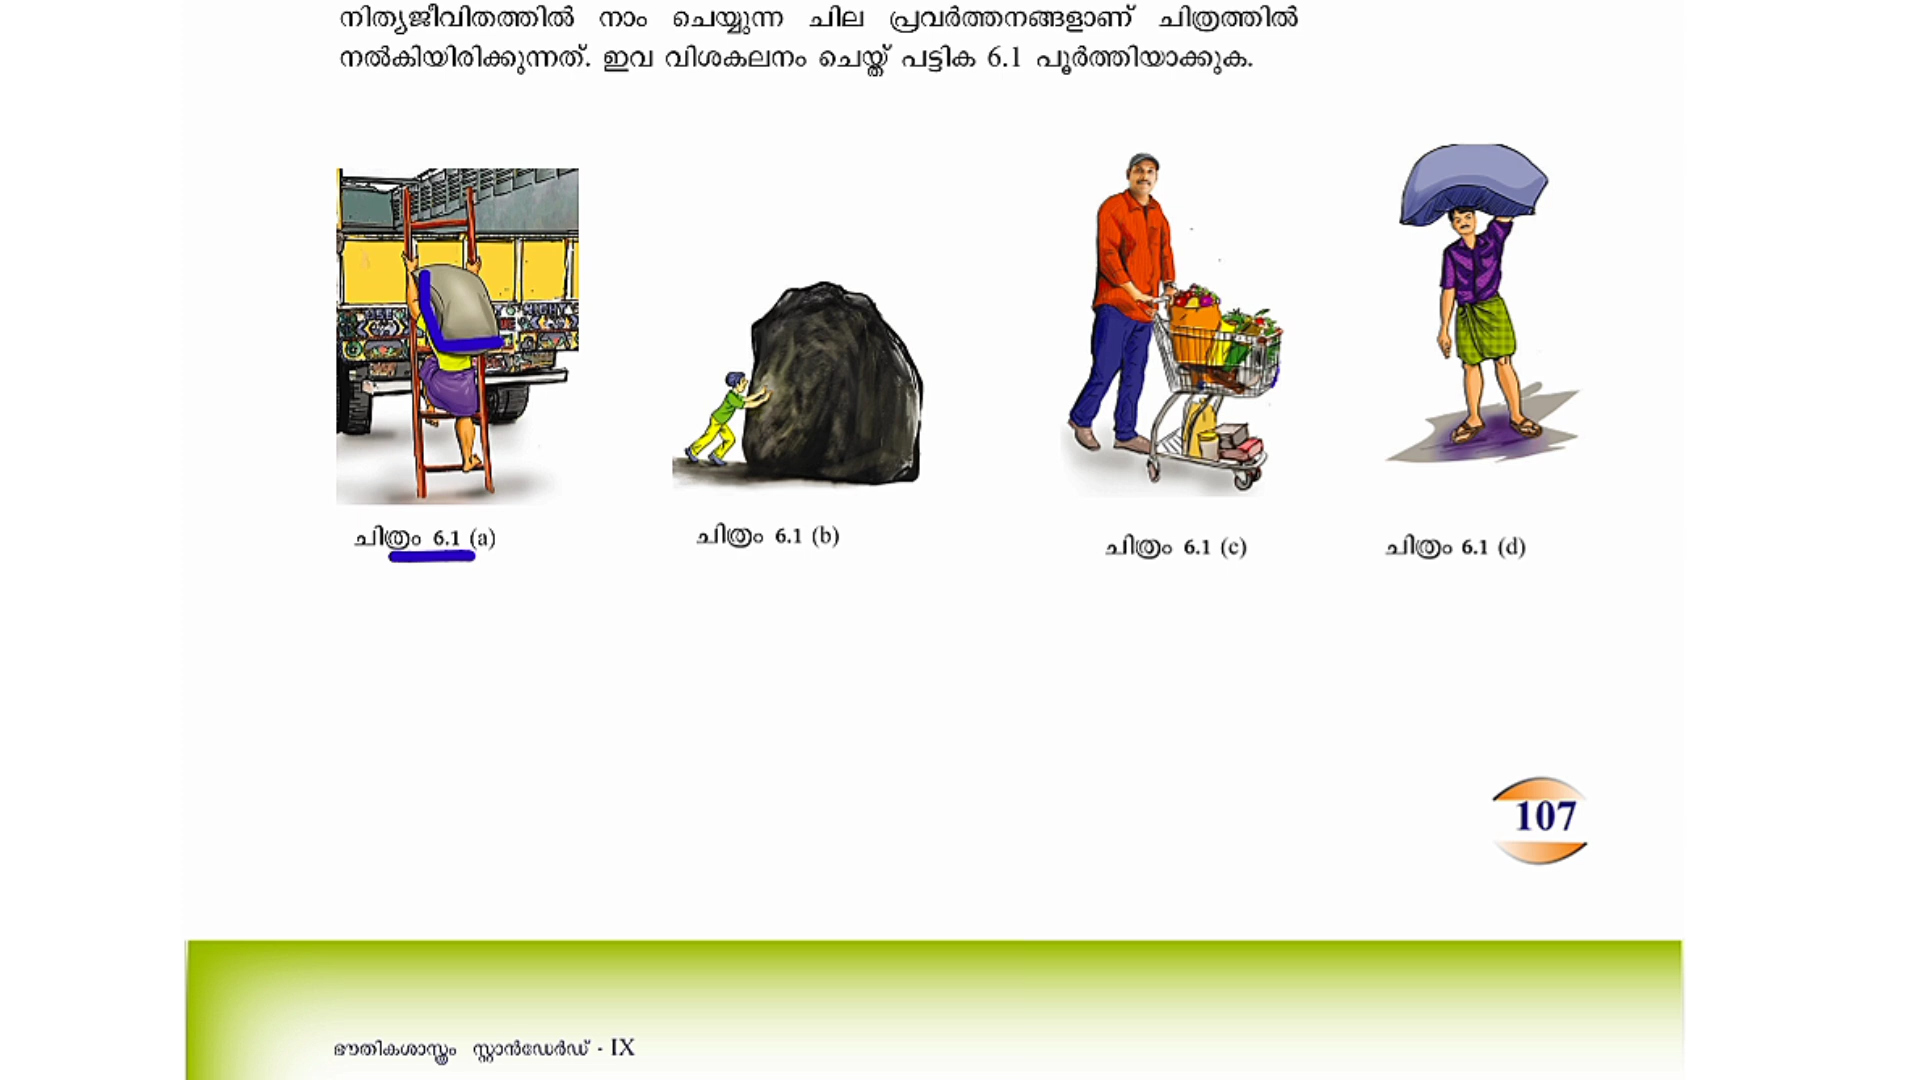 നിത്യജീവിതത്തിൽ നാം ചെയ്യുന്ന ചില പ്രവർത്തനങ്ങളാണ് ചിത്രത്തിൽ
നൽകിയിരിക്കുന്നത്. ഇവ വിശകലനം ചെയ്ത് പട്ടിക 6.1 പൂർത്തിയാക്കുക.
ചിത്രം 6.1 (a)
ചിത്രം 6.1 (b)
ചിത്രം 6.1 (c)
ചിത്രം 6.1 (d)
107
ഭൗതികശാസ്ത്രം സ്റ്റാൻഡേർഡ് - IX